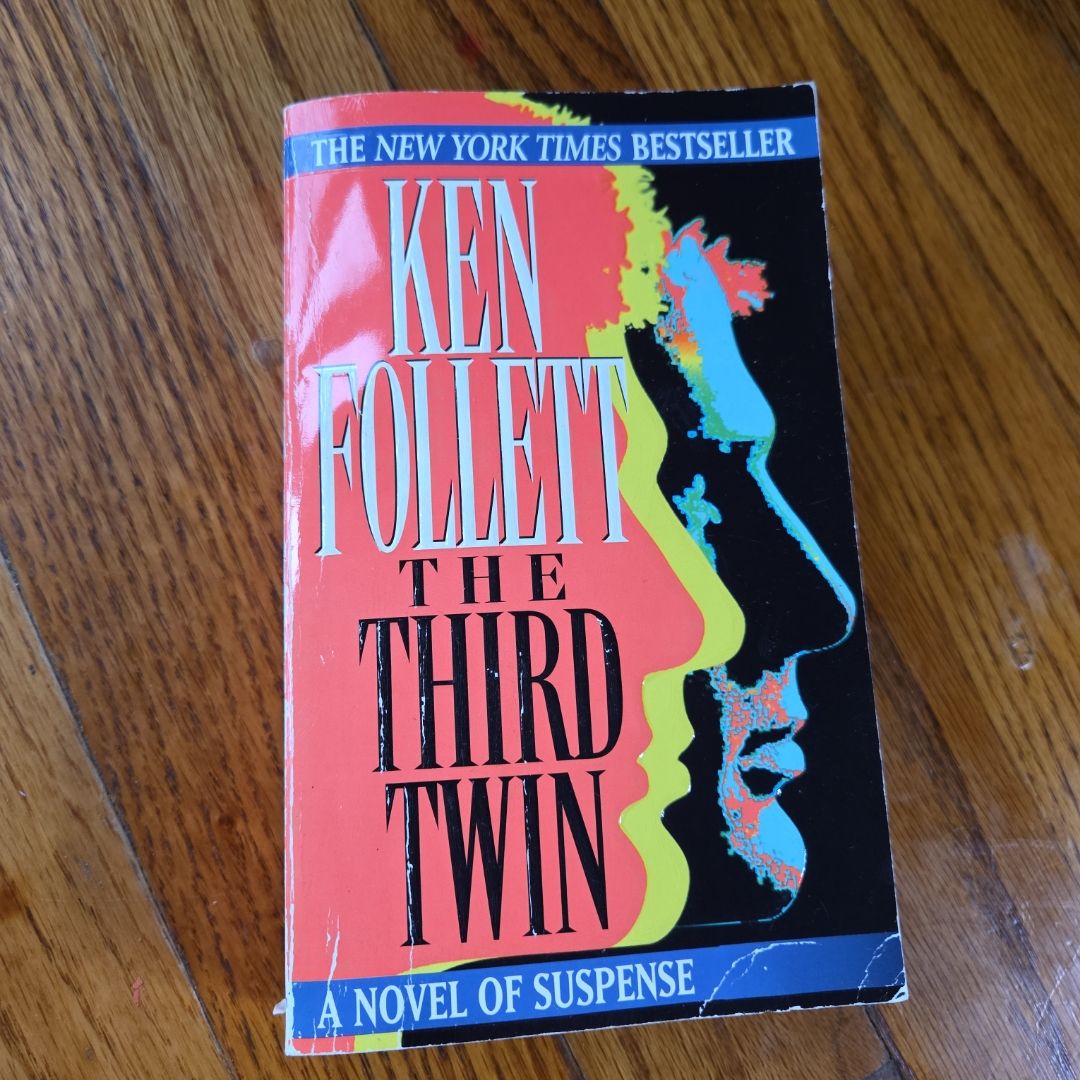 THE NEW YORK TIMES BESTSELLER
KEN
FOLLETT
THE
THIRD
TWIN
A NOVEL OF SUSPENSE